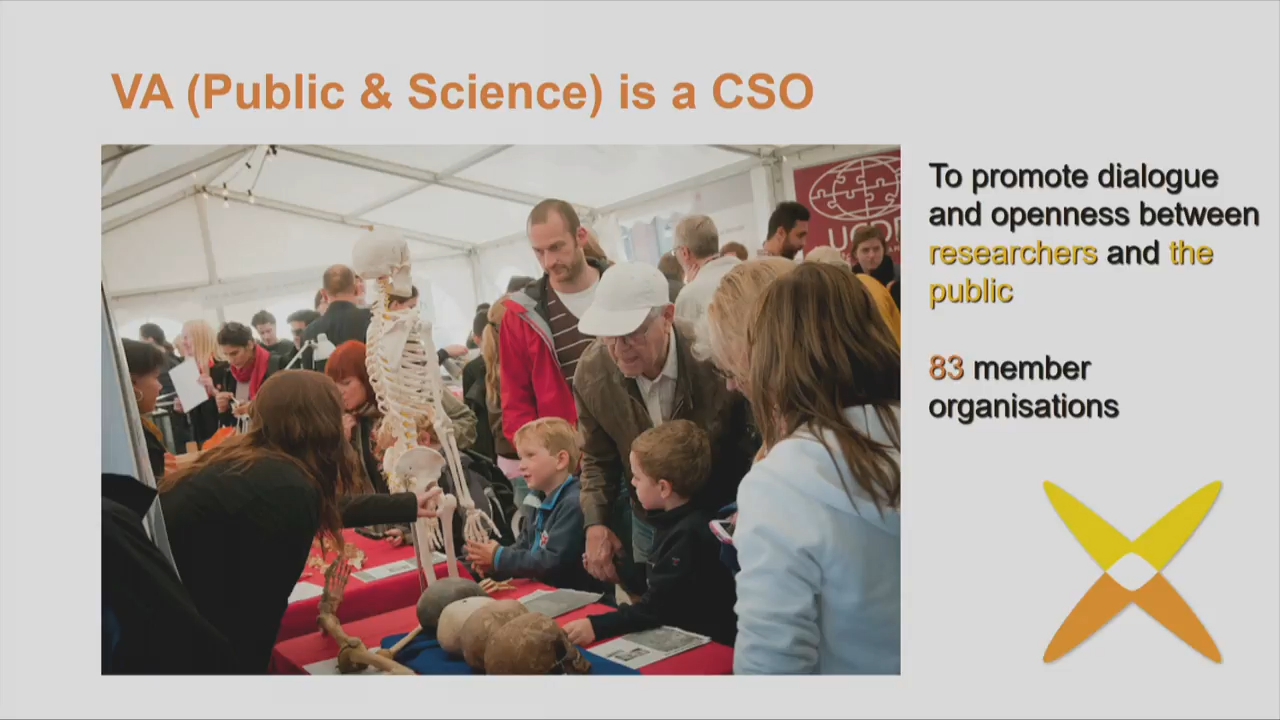 VA (Public & Science) is a CSO
To promote dialogue
and openness between
researchers and the
public
83 member
organisations